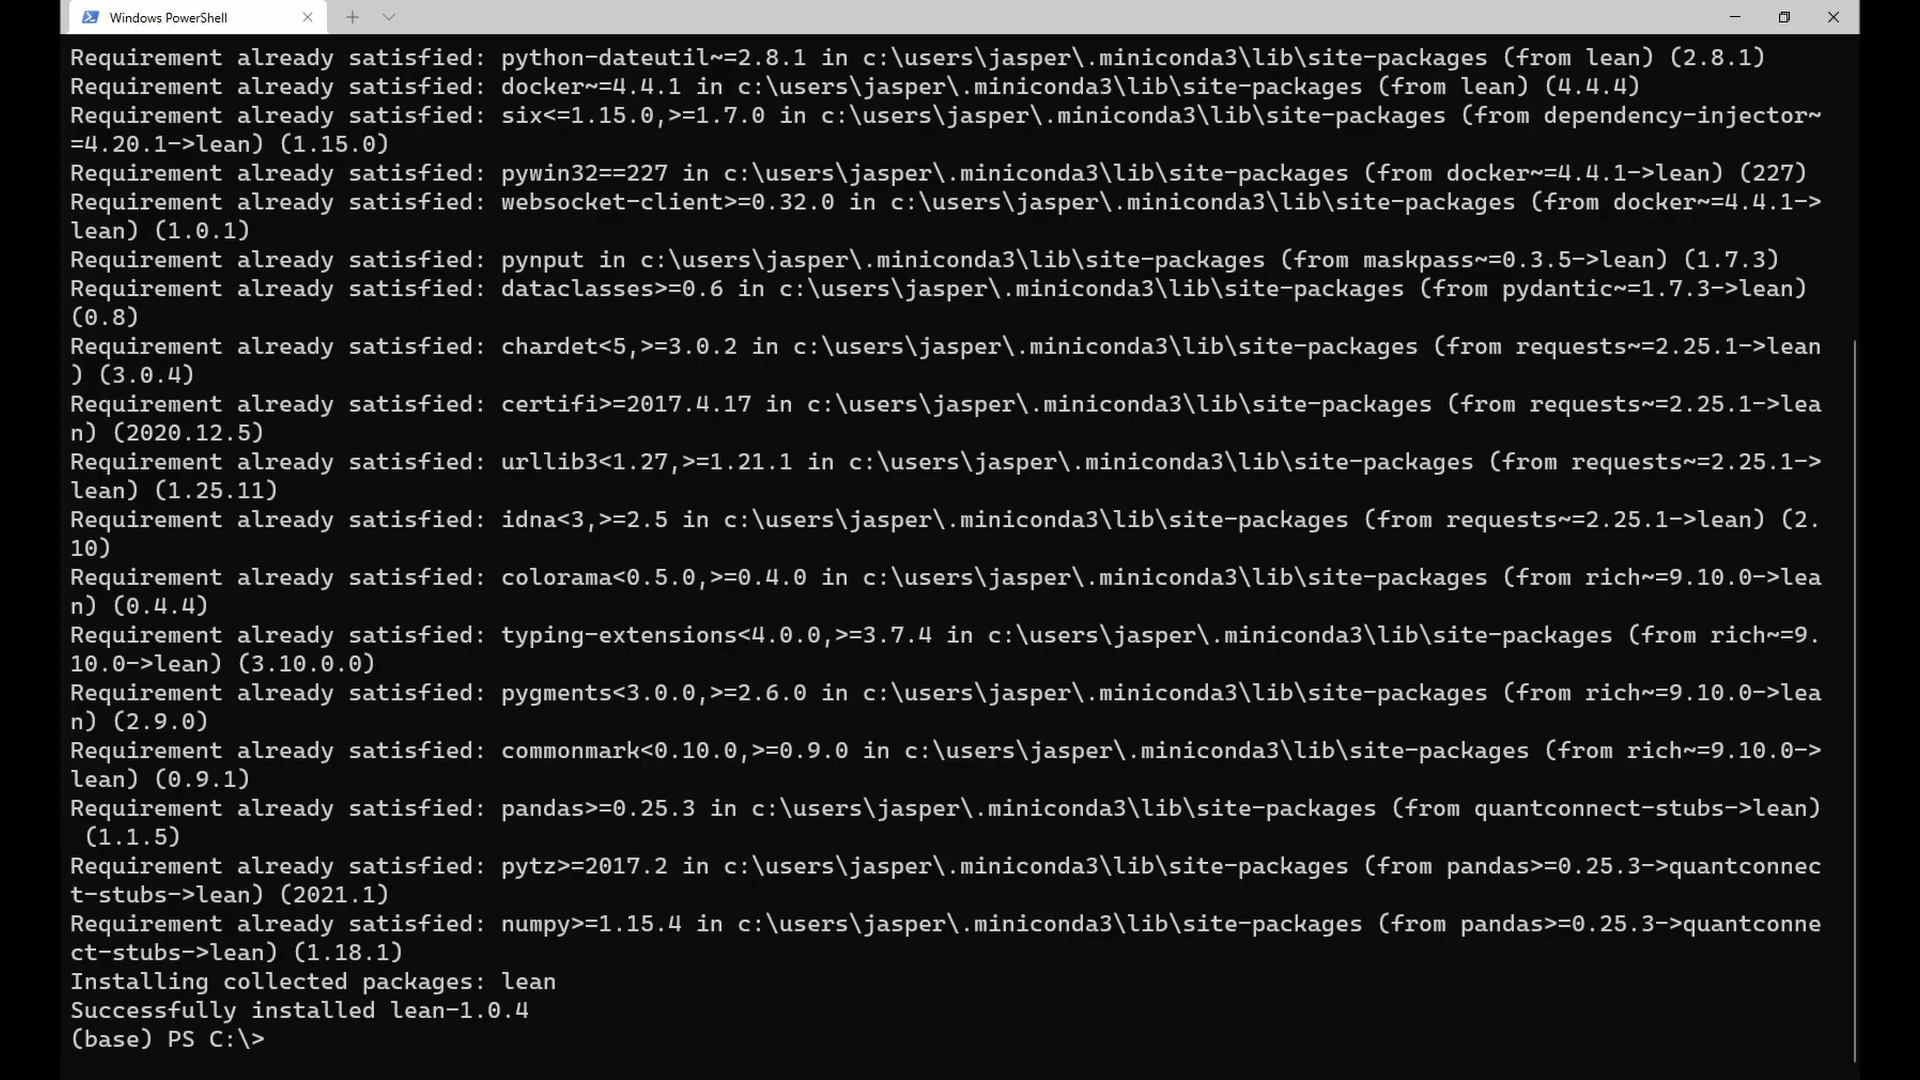 Windows PowerShell
Requirement already satisfied: python-dateutil~=2.8.1 in c:\users\jasper\.miniconda3\lib\site-packages (from lean) (2.8.1)
Requirement already satisfied: docker~=4.4.1 in c:\users\jasper\.miniconda3\lib\site-packages (from lean) (4.4.4)
Requirement already satisfied: six<=1.15.0,>=1.7.0 in c:\users\jasper\.miniconda3\lib\site-packages (from dependency-injector~
=4.20.1->lean) (1.15.0)
Requirement already satisfied: pywin32==227 in c:\users\jasper\.miniconda3\lib\site-packages (from docker~=4.4.1->lean) (227)
Requirement already satisfied: websocket-client>=0.32.0 in c:\users\jasper\.miniconda3\lib\site-packages (from docker~=4.4.1->
lean) (1.0.1)
Requirement already satisfied: pynput in c:\users\jasper\.miniconda3\lib\site-packages (from maskpass~=0.3.5->lean) (1.7.3)
Requirement already satisfied: dataclasses>=0.6 in c:\users\jasper\.miniconda3\lib\site-packages (from pydantic~=1.7.3->lean)
(0.8)
Requirement already satisfied: chardet<5,>=3.0.2 in c:\users\jasper\.miniconda3\lib\site-packages (from requests~=2.25.1->lean
) (3.0.4)
Requirement already satisfied: certifi>=2017.4.17 in c:\users\jasper\.miniconda3\lib\site-packages (from requests~=2.25.1->lea
n) (2020.12.5)
Requirement already satisfied: urllib3<1.27,>=1.21.1 in c:\users\jasper\.miniconda3\lib\site-packages (from requests~=2.25.1->
lean) (1.25.11)
Requirement already satisfied: idna<3,>=2.5 in c:\users\jasper\.miniconda3\lib\site-packages (from requests~=2.25.1->lean) (2.
10)
Requirement already satisfied: colorama<0.5.0,>=0.4.0 in c:\users\jasper\.miniconda3\lib\site-packages (from rich~=9.10.0->lea
n) (0.4.4)
Requirement already satisfied: typing-extensions<4.0.0,>=3.7.4 in c:\users\jasper\.miniconda3\lib\site-packages (from rich~=9.
10.0->lean) (3.10.0.0)
Requirement already satisfied: pygments<3.0.0,>=2.6.0 in c:\users\jasper\.miniconda3\lib\site-packages (from rich~=9.10.0->lea
n) (2.9.0)
Requirement already satisfied: commonmark<0.10.0,>=0.9.0 in c:\users\jasper\.miniconda3\lib\site-packages (from rich~=9.10.0->
lean) (0.9.1)
Requirement already satisfied: pandas>=0.25.3 in c:\users\jasper\.miniconda3\lib\site-packages (from quantconnect-stubs->lean)
 (1.1.5)
Requirement already satisfied: pytz>=2017.2 in c:\users\jasper\.miniconda3\lib\site-packages (from pandas>=0.25.3->quantconnec
t-stubs->lean) (2021.1)
Requirement already satisfied: numpy>=1.15.4 in c:\users\jasper\.miniconda3\lib\site-packages (from pandas>=0.25.3->quantconne
ct-stubs->lean) (1.18.1)
Installing collected packages: lean
Successfully installed lean-1.0.4
(base) PS C:\>